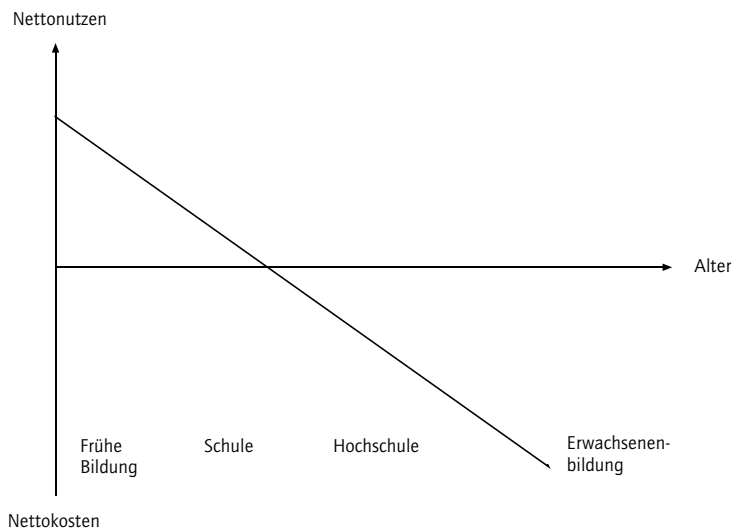 Nettonutzen
Alter
Frühe
Bildung
Schule
Hochschule
Erwachsenen-
bildung
Nettokosten